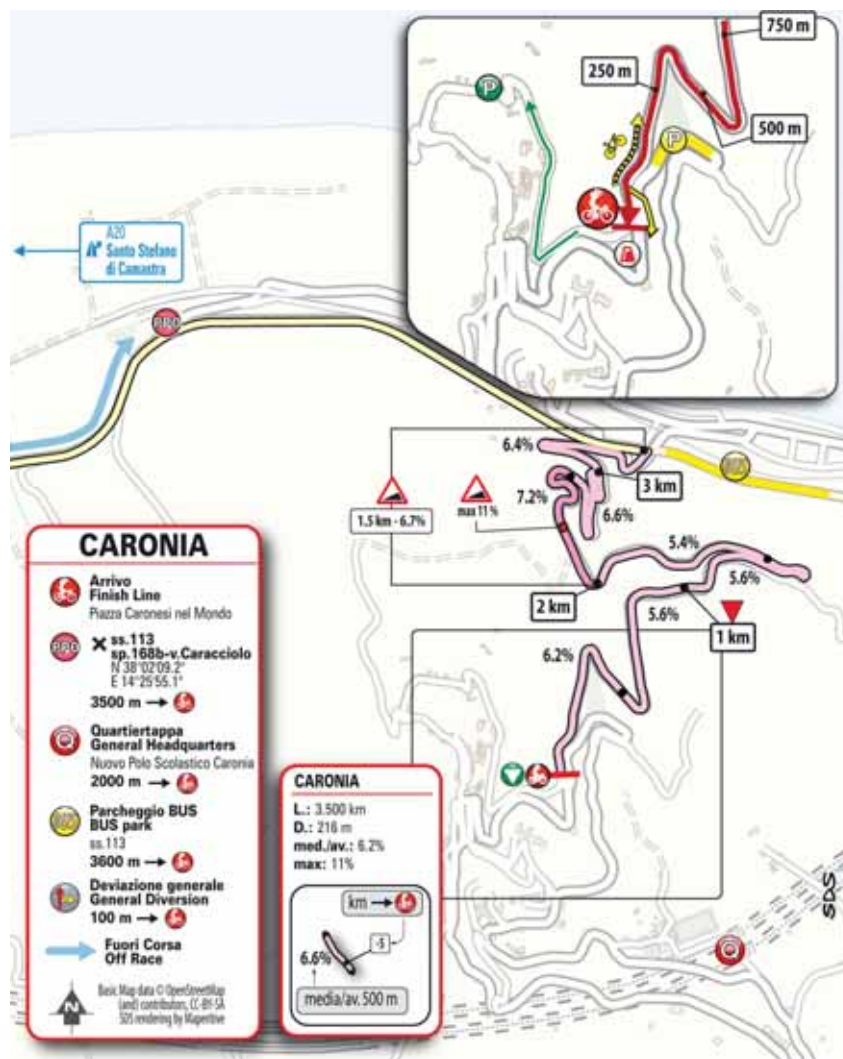 750 m
250 m
500 m
P
P
A20
Santo Stefano
di Camastra
PPO
BUS
6.4%
3 km
7.2%
6.6%
1.5 km - 6.7%
max 11%
5.4%
5.6%
2 km
5.6%
1 km
6.2%
CARONIA
Arrivo
Finish Line
Piazza Caronesi nel Mondo
PPO
ss.113
sp.168b-v.Caracciolo
N 38°02'09.2"
E 14°25'55.1"
3500 m
Q
Quartiertappa
General Headquarters
Nuovo Polo Scolastico Caronia
2000 m
BUS
Parcheggio BUS
BUS park
ss.113
3600 m
Deviazione generale
General Diversion
100 m
Fuori Corsa
Off Race
N
Basic Map data © OpenStreetMap
(and) contributors, CC-BY-SA
SDS rendering by Maperitive
CARONIA
L.: 3.500 km
D.: 216 m
med./av.: 6.2%
max: 11%
km
-5
6.6%
media/av. 500 m
Q
SDS